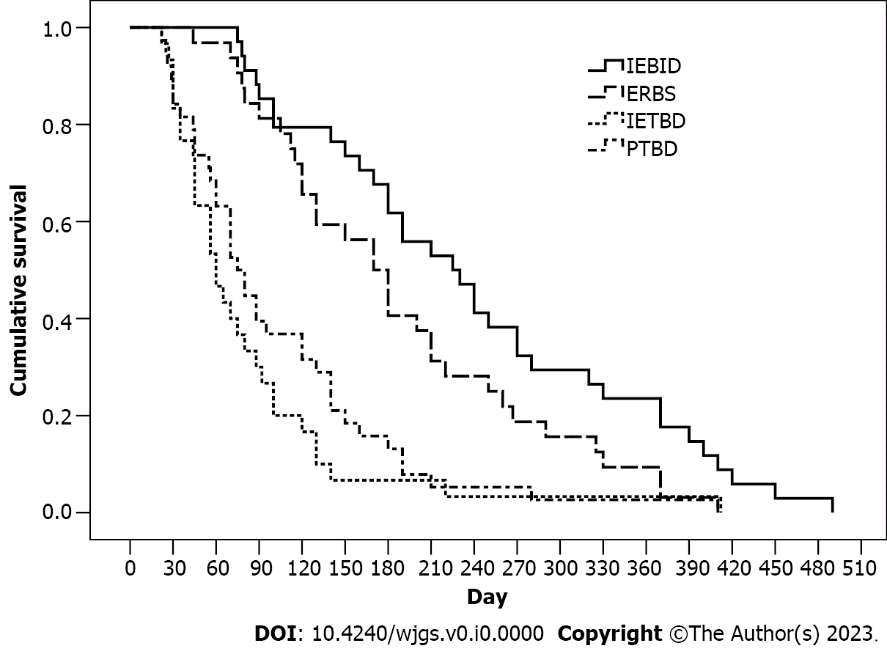 1.0
0.8
0.6
0.4
0.2
0.0
Cumulative survival
IEBID
ERBS
IETBD
PTBD
0 30 60 90 120 150 180 210 240 270 300 330 360 390 420 450 480 510
Day
DOI: 10.4240/wjgs.v0.i0.0000 Copyright ©The Author(s) 2023.